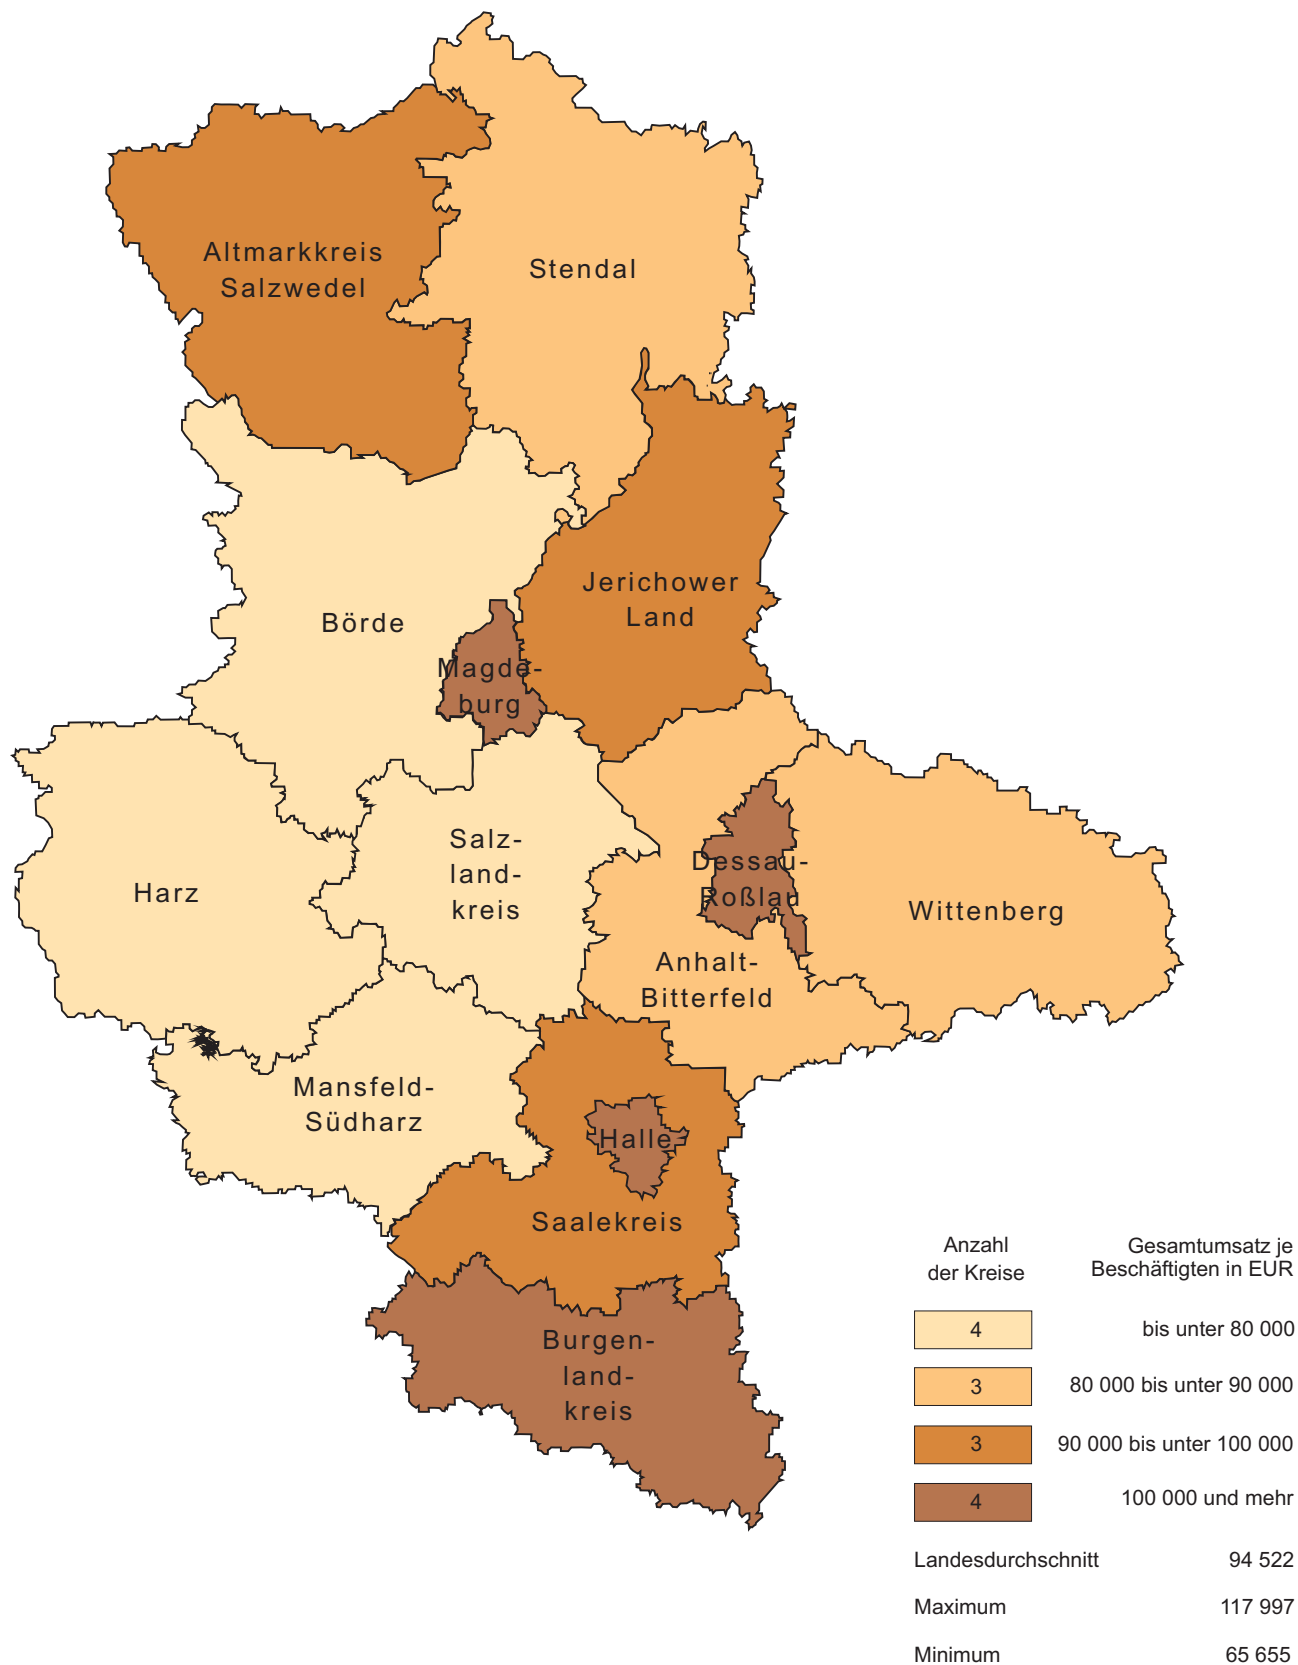 Altmarkkreis
Salzwedel
Stendal
Jerichower
Land
Börde
Magde-
burg
Salz-
land-
kreis
Harz
Dessau-
Roßlau
Wittenberg
Anhalt-
Bitterfeld
Mansfeld-
Südharz
Halle
Saalekreis
Burgen-
land-
kreis
Anzahl
der Kreise
Gesamtumsatz je
Beschäftigten in EUR
4 bis unter 80 000
3 80 000 bis unter 90 000
3 90 000 bis unter 100 000
4 100 000 und mehr
Landesdurchschnitt 94 522
Maximum 117 997
Minimum 65 655